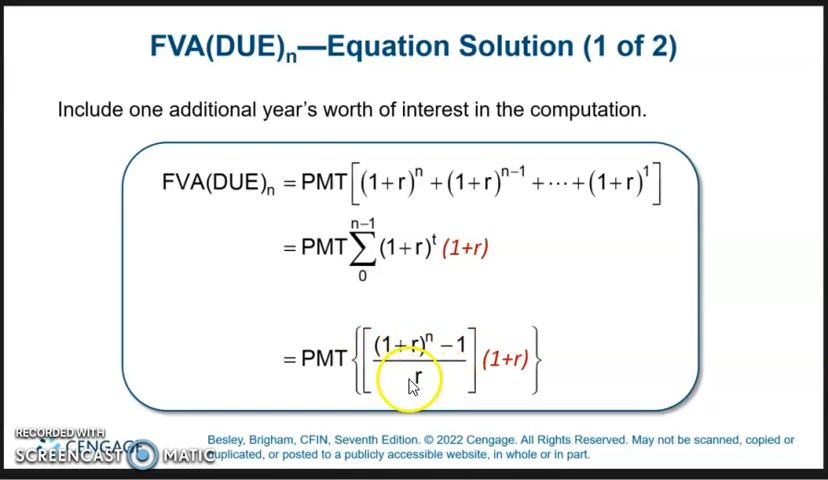 FVA(DUE)n—Equation Solution (1 of 2)
Include one additional year's worth of interest in the computation.
FVA(DUE)n = PMT[(1+r)^n + (1+r)^n−1 + ⋯ + (1+r)^1]
n−1
= PMT∑(1+r)^t (1+r)
0
= PMT{[((1+r)^n − 1)/r](1+r)}
RECORDED WITH
CENGAGE
SCREENCAST MATIC
Besley, Brigham, CFIN, Seventh Edition. © 2022 Cengage. All Rights Reserved. May not be scanned, copied or
duplicated, or posted to a publicly accessible website, in whole or in part.